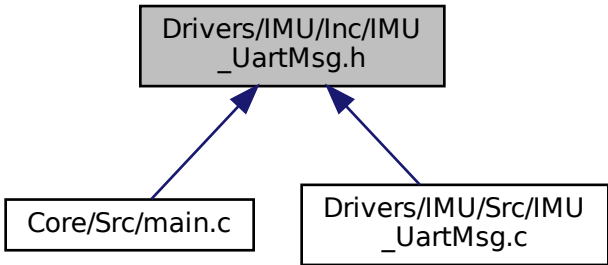 Drivers/IMU/Inc/IMU
_UartMsg.h
Core/Src/main.c
Drivers/IMU/Src/IMU
_UartMsg.c